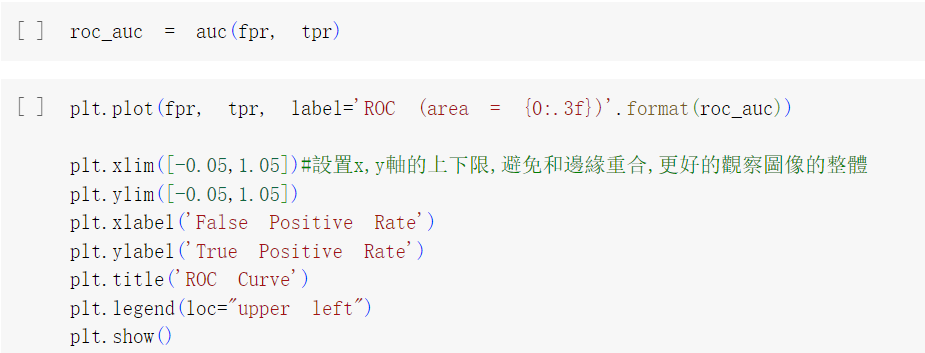 [ ] roc_auc = auc(fpr, tpr)
[ ] plt.plot(fpr, tpr, label='ROC (area = {0:.3f})'.format(roc_auc))
plt.xlim([-0.05,1.05])#設置x,y軸的上下限,避免和邊緣重合,更好的觀察圖像的整體
plt.ylim([-0.05,1.05])
plt.xlabel('False Positive Rate')
plt.ylabel('True Positive Rate')
plt.title('ROC Curve')
plt.legend(loc="upper left")
plt.show()